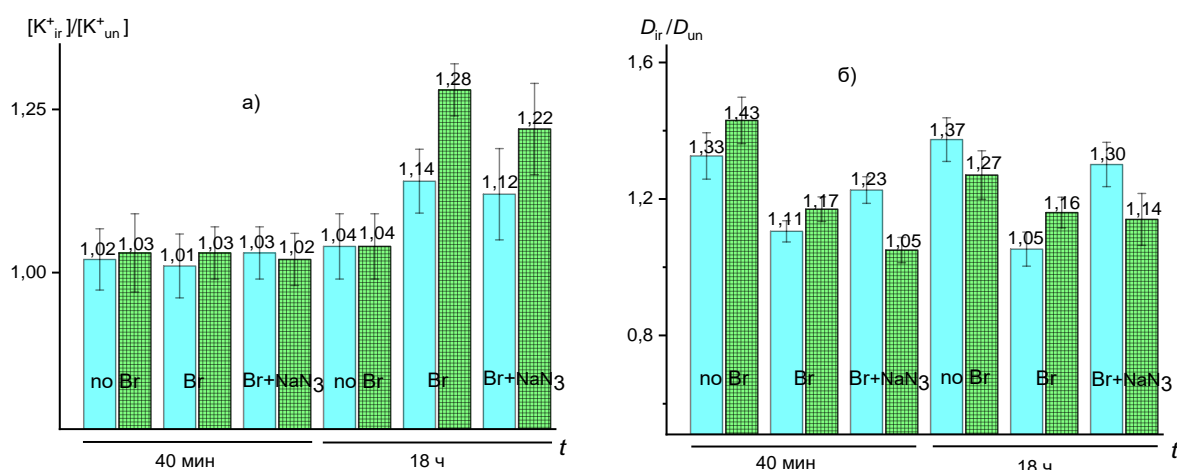 [K⁺ir]/[K⁺un]
а)
1,25
1,00
1,02 1,03 1,01 1,03 1,03 1,02 1,04 1,04 1,14 1,28 1,12 1,22
no Br Br Br+NaN3 no Br Br Br+NaN3
t
40 мин 18 ч
Dir/Dun
б)
1,6
1,2
0,8
1,33 1,43 1,11 1,17 1,23 1,05 1,37 1,27 1,05 1,16 1,30 1,14
no Br Br Br+NaN3 no Br Br Br+NaN3
t
40 мин 18 ч